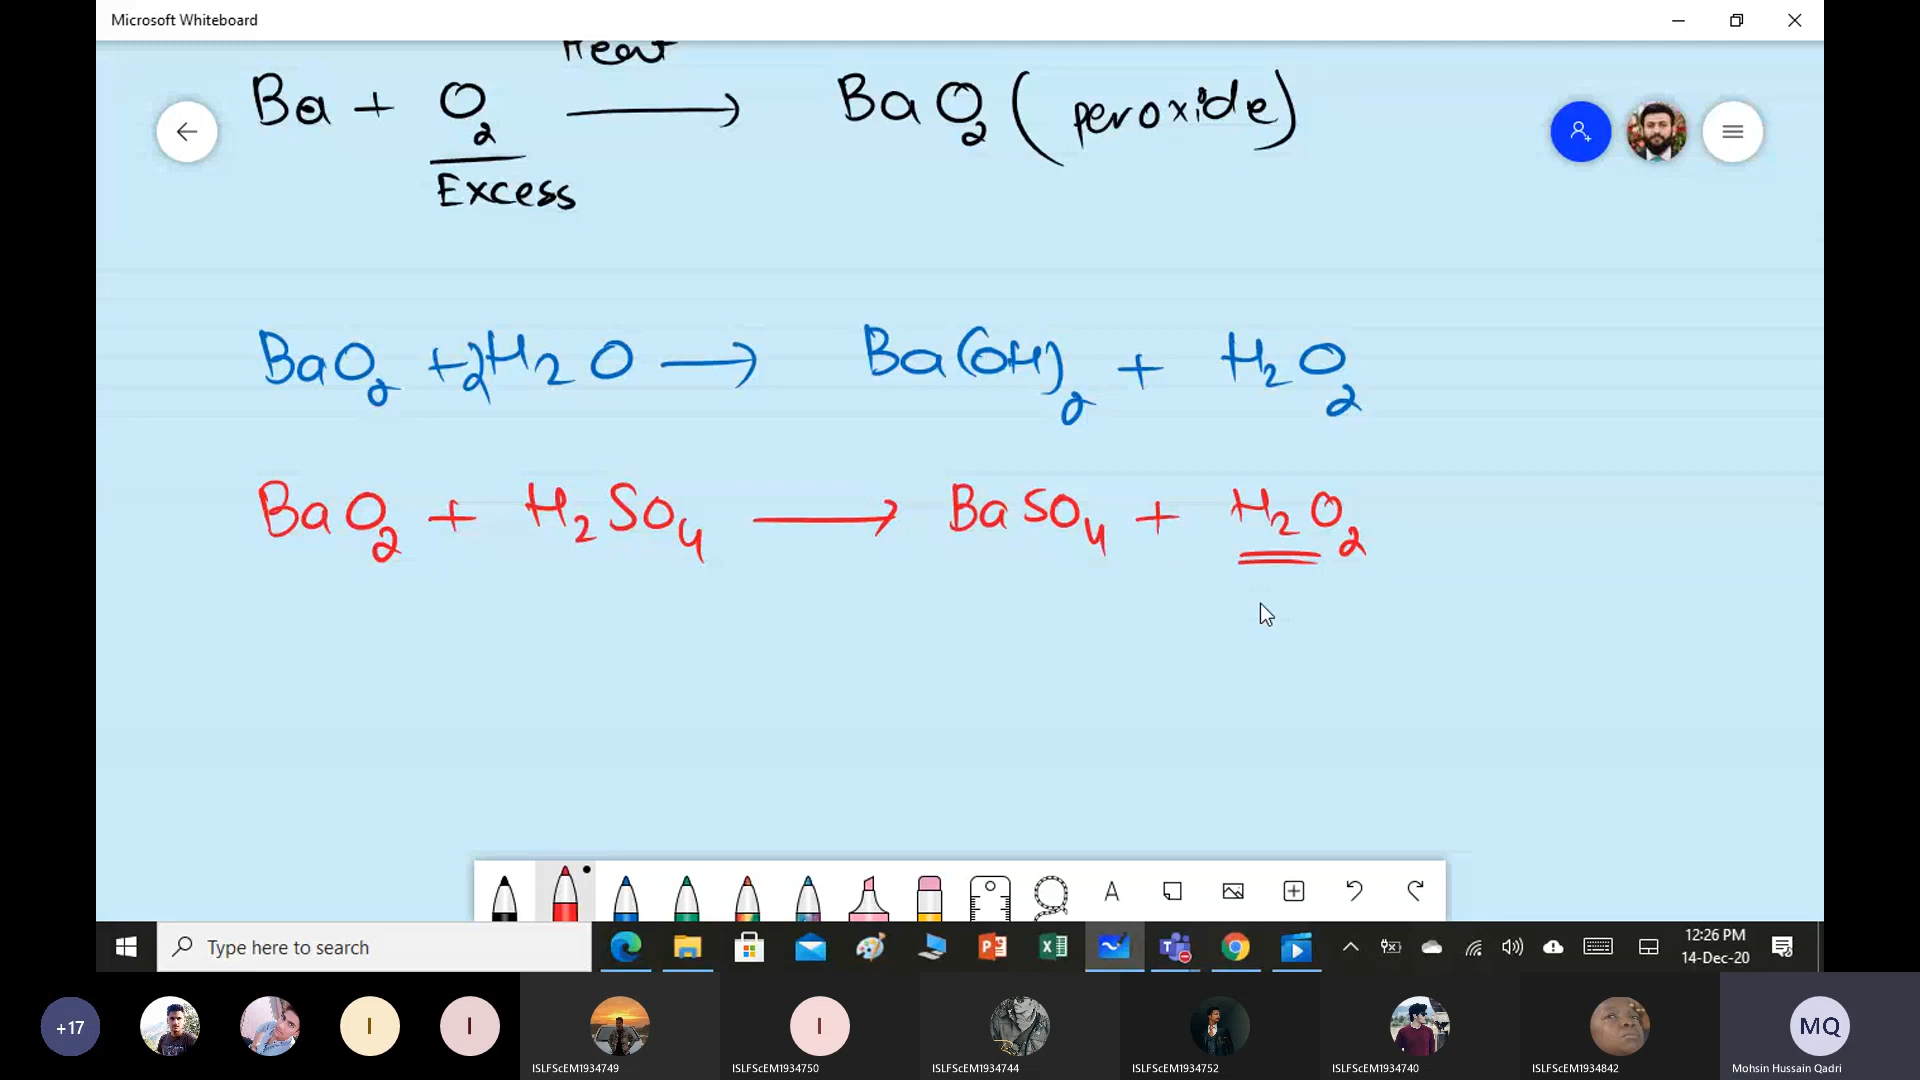 Microsoft Whiteboard
Heat
Ba + O2 ⟶ BaO2 (peroxide)
Excess
BaO2 + 2H2O ⟶ Ba(OH)2 + H2O2
BaO2 + H2SO4 ⟶ BaSO4 + H2O2
A
Type here to search
12:26 PM
14-Dec-20
+17
I
I
I
MQ
ISLFScEM1934749
ISLFScEM1934750
ISLFScEM1934744
ISLFScEM1934752
ISLFScEM1934740
ISLFScEM1934842
Mohsin Hussain Qadri